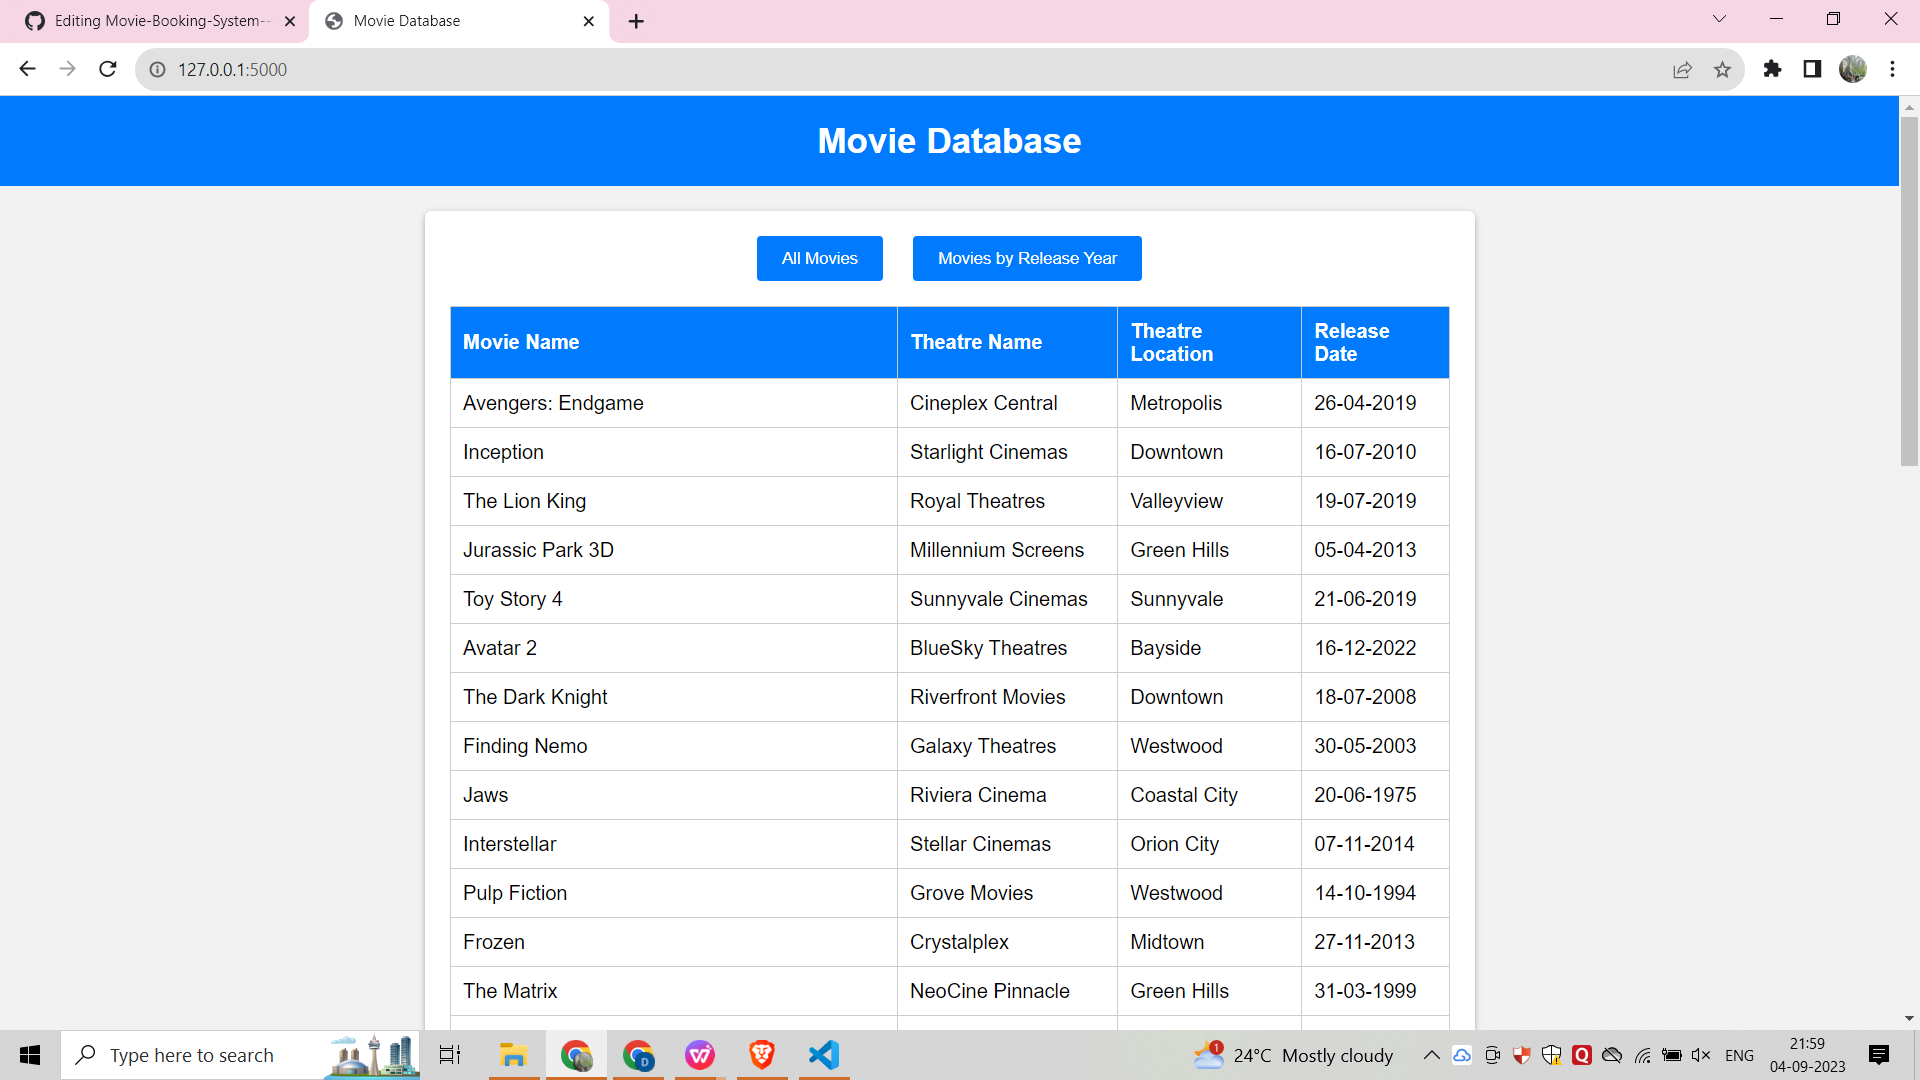 Editing Movie-Booking-System--
Movie Database
127.0.0.1:5000
Movie Database
All Movies
Movies by Release Year
Movie Name Theatre Name Theatre Location Release Date
Avengers: Endgame Cineplex Central Metropolis 26-04-2019
Inception Starlight Cinemas Downtown 16-07-2010
The Lion King Royal Theatres Valleyview 19-07-2019
Jurassic Park 3D Millennium Screens Green Hills 05-04-2013
Toy Story 4 Sunnyvale Cinemas Sunnyvale 21-06-2019
Avatar 2 BlueSky Theatres Bayside 16-12-2022
The Dark Knight Riverfront Movies Downtown 18-07-2008
Finding Nemo Galaxy Theatres Westwood 30-05-2003
Jaws Riviera Cinema Coastal City 20-06-1975
Interstellar Stellar Cinemas Orion City 07-11-2014
Pulp Fiction Grove Movies Westwood 14-10-1994
Frozen Crystalplex Midtown 27-11-2013
The Matrix NeoCine Pinnacle Green Hills 31-03-1999
Type here to search
D
1
24°C Mostly cloudy
Q
ENG
21:59
04-09-2023